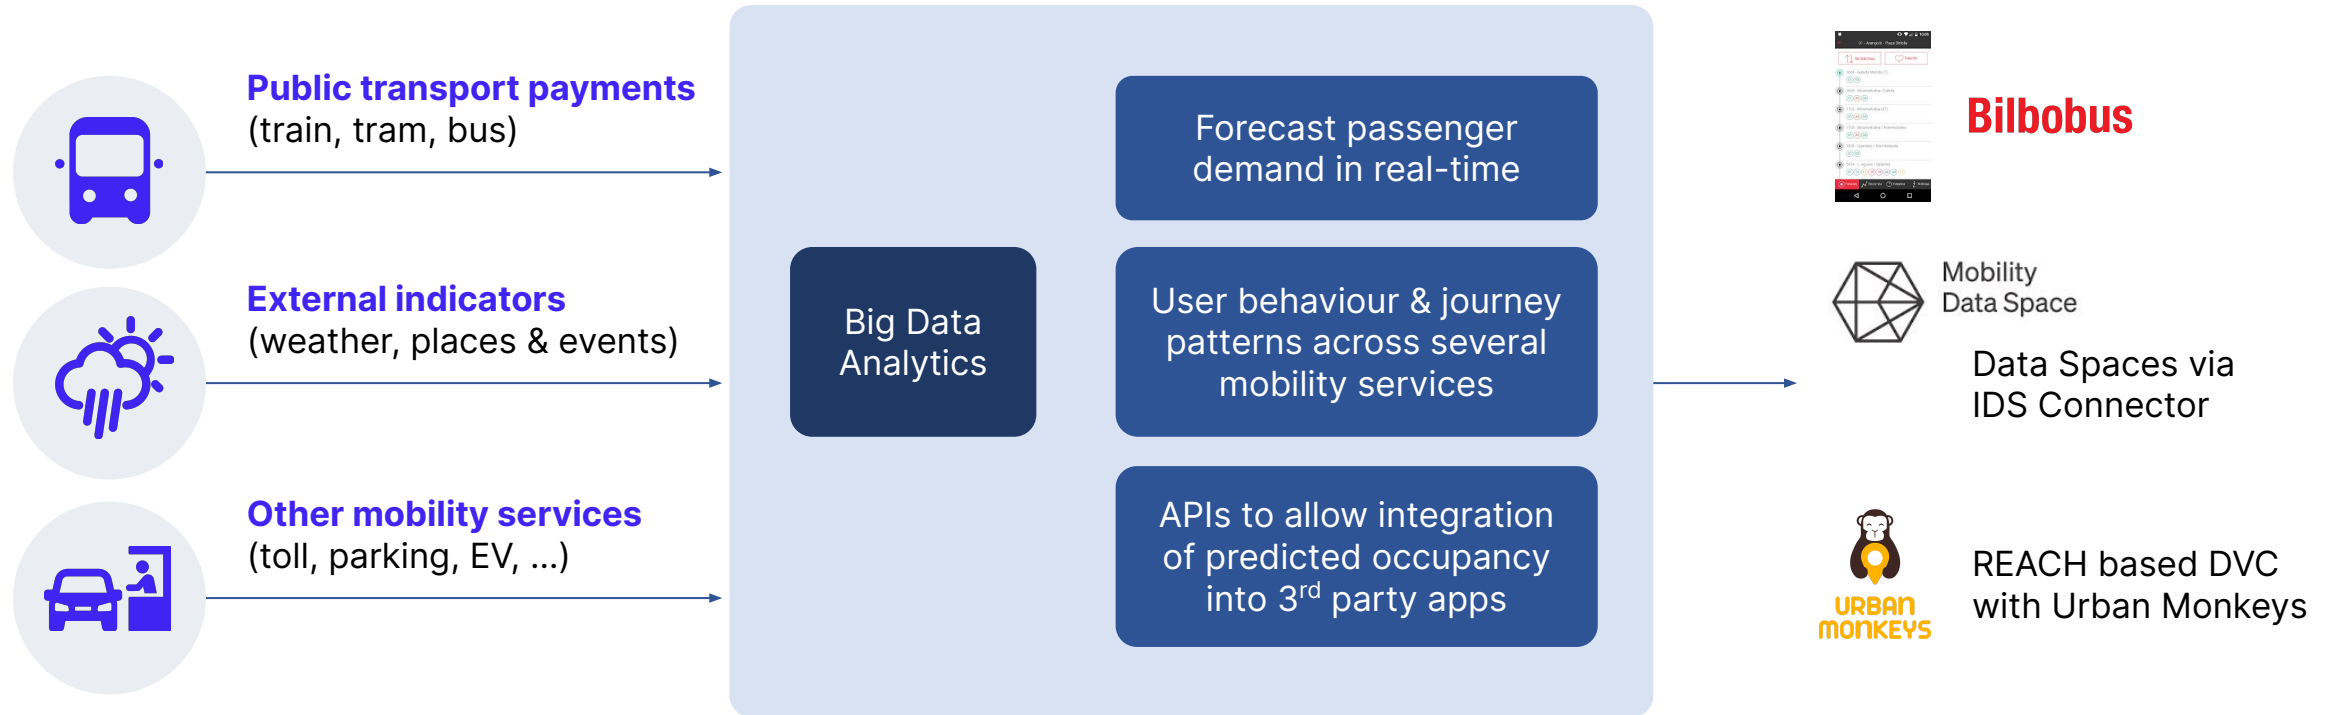 Public transport payments
(train, tram, bus)
External indicators
(weather, places & events)
Other mobility services
(toll, parking, EV, ...)
Big Data
Analytics
Forecast passenger
demand in real-time
User behaviour & journey
patterns across several
mobility services
APIs to allow integration
of predicted occupancy
into 3rd party apps
Bilbobus
Mobility
Data Space
Data Spaces via
IDS Connector
URBAN
MONKEYS
REACH based DVC
with Urban Monkeys